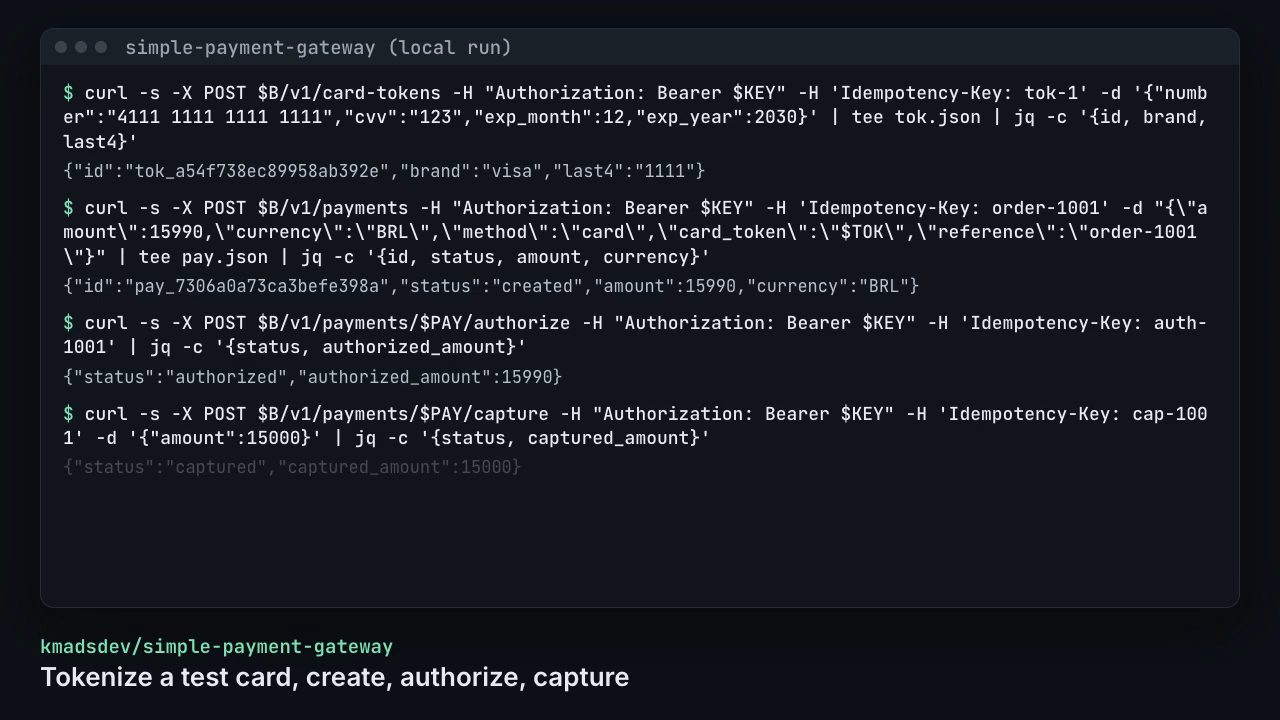 simple-payment-gateway (local run)
$ curl -s -X POST $B/v1/card-tokens -H "Authorization: Bearer $KEY" -H 'Idempotency-Key: tok-1' -d '{"numb
er":"4111 1111 1111 1111","cvv":"123","exp_month":12,"exp_year":2030}' | tee tok.json | jq -c '{id, brand,
last4}'
{"id":"tok_a54f738ec89958ab392e","brand":"visa","last4":"1111"}
$ curl -s -X POST $B/v1/payments -H "Authorization: Bearer $KEY" -H 'Idempotency-Key: order-1001' -d "{\"a
mount\":15990,\"currency\":\"BRL\",\"method\":\"card\",\"card_token\":\"$TOK\",\"reference\":\"order-1001
\"}" | tee pay.json | jq -c '{id, status, amount, currency}'
{"id":"pay_7306a0a73ca3befe398a","status":"created","amount":15990,"currency":"BRL"}
$ curl -s -X POST $B/v1/payments/$PAY/authorize -H "Authorization: Bearer $KEY" -H 'Idempotency-Key: auth-
1001' | jq -c '{status, authorized_amount}'
{"status":"authorized","authorized_amount":15990}
$ curl -s -X POST $B/v1/payments/$PAY/capture -H "Authorization: Bearer $KEY" -H 'Idempotency-Key: cap-100
1' -d '{"amount":15000}' | jq -c '{status, captured_amount}'
{"status":"captured","captured_amount":15000}
kmadsdev/simple-payment-gateway
Tokenize a test card, create, authorize, capture